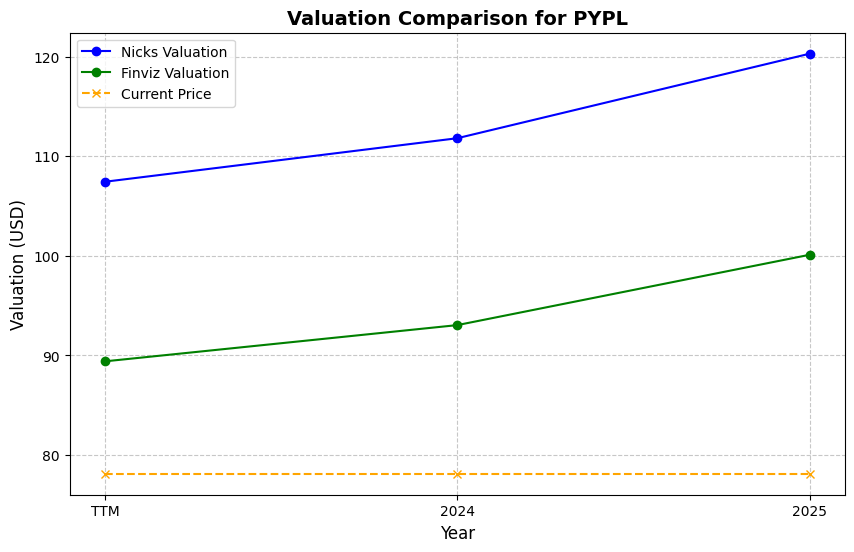 Valuation Comparison for PYPL
Nicks Valuation
Finviz Valuation
Current Price
Valuation (USD)
120
110
100
90
80
TTM
2024
2025
Year